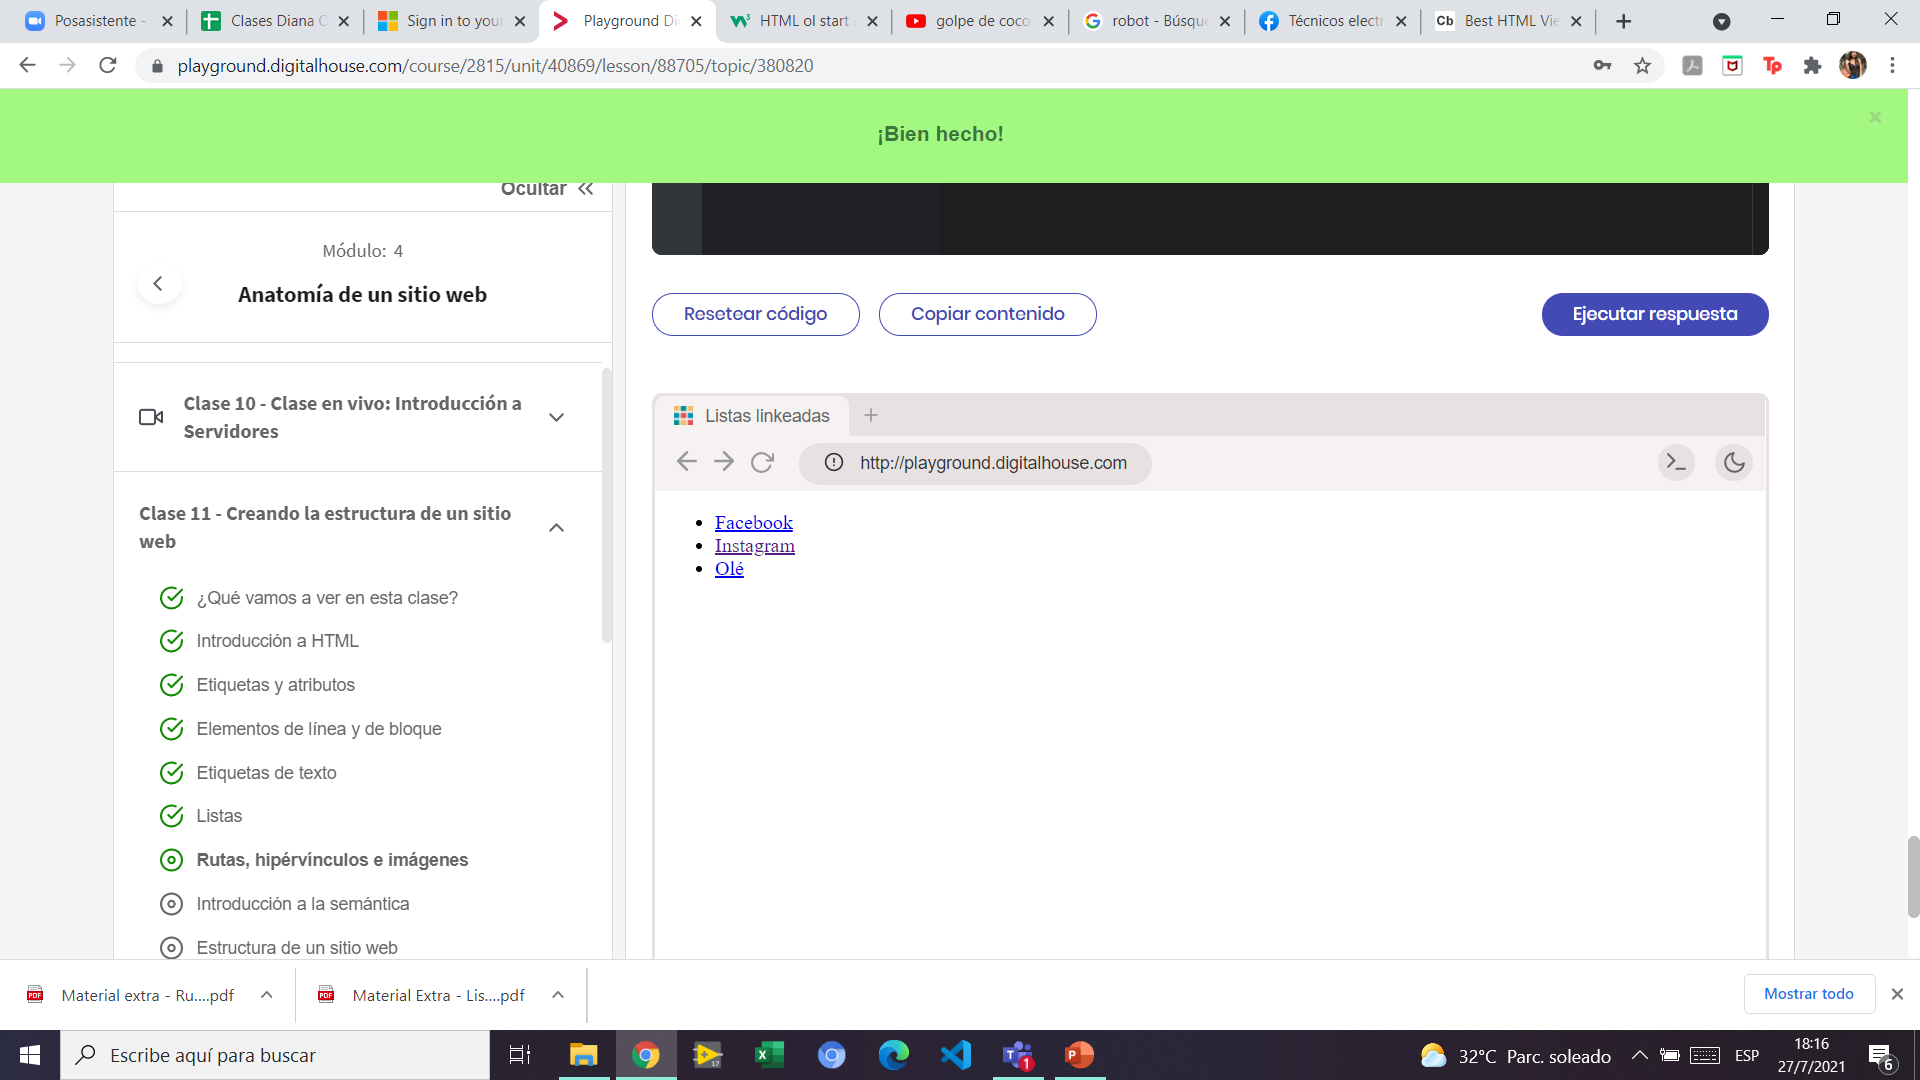 Posasistente -
Clases Diana C
Sign in to your
Playground Di
HTML ol start
golpe de coco
robot - Búsqu
Técnicos electr
Cb
Best HTML Vie
playground.digitalhouse.com/course/2815/unit/40869/lesson/88705/topic/380820
Tp
¡Bien hecho!
×
Ocultar
Módulo: 4
Anatomía de un sitio web
Clase 10 - Clase en vivo: Introducción a
Servidores
Clase 11 - Creando la estructura de un sitio
web
¿Qué vamos a ver en esta clase?
Introducción a HTML
Etiquetas y atributos
Elementos de línea y de bloque
Etiquetas de texto
Listas
Rutas, hipérvínculos e imágenes
Introducción a la semántica
Estructura de un sitio web
Resetear código
Copiar contenido
Ejecutar respuesta
Listas linkeadas
http://playground.digitalhouse.com
Facebook
Instagram
Olé
Material extra - Ru....pdf
Material Extra - Lis....pdf
Mostrar todo
Escribe aquí para buscar
32°C Parc. soleado
ESP
18:16
27/7/2021
6